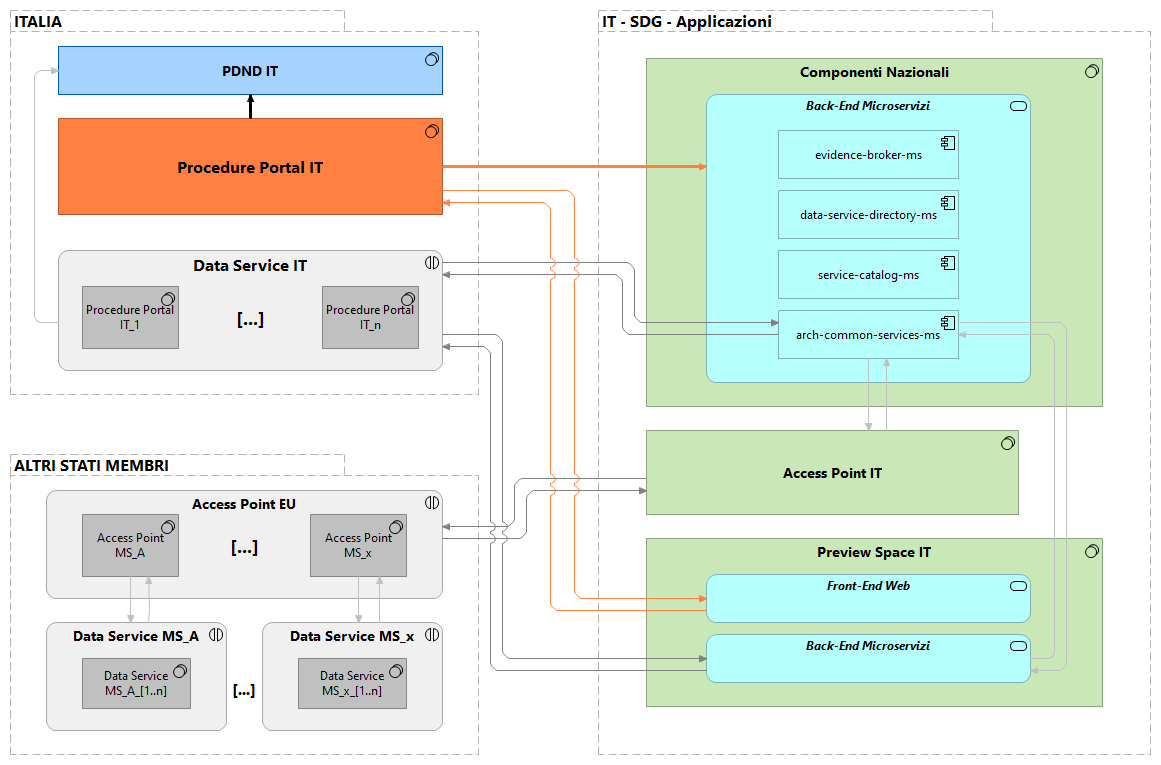 ITALIA
PDND IT
Procedure Portal IT
Data Service IT
Procedure Portal
IT_1
[...]
Procedure Portal
IT_n
ALTRI STATI MEMBRI
Access Point EU
Access Point
MS_A
[...]
Access Point
MS_x
Data Service MS_A
Data Service
MS_A_[1..n]
[...]
Data Service MS_x
Data Service
MS_x_[1..n]
IT - SDG - Applicazioni
Componenti Nazionali
Back-End Microservizi
evidence-broker-ms
data-service-directory-ms
service-catalog-ms
arch-common-services-ms
Access Point IT
Preview Space IT
Front-End Web
Back-End Microservizi